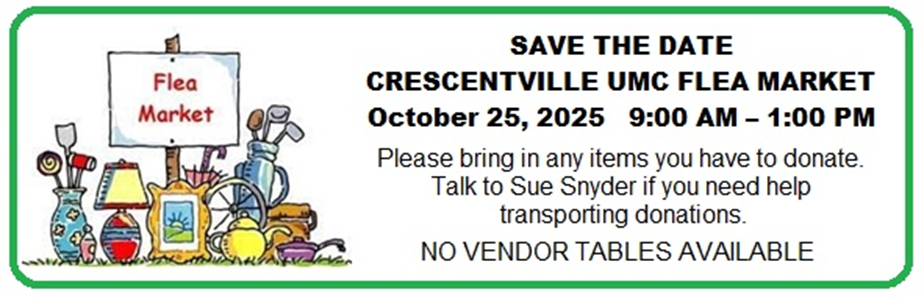 Flea
Market
SAVE THE DATE
CRESCENTVILLE UMC FLEA MARKET
October 25, 2025   9:00 AM – 1:00 PM
Please bring in any items you have to donate.
Talk to Sue Snyder if you need help
transporting donations.
NO VENDOR TABLES AVAILABLE